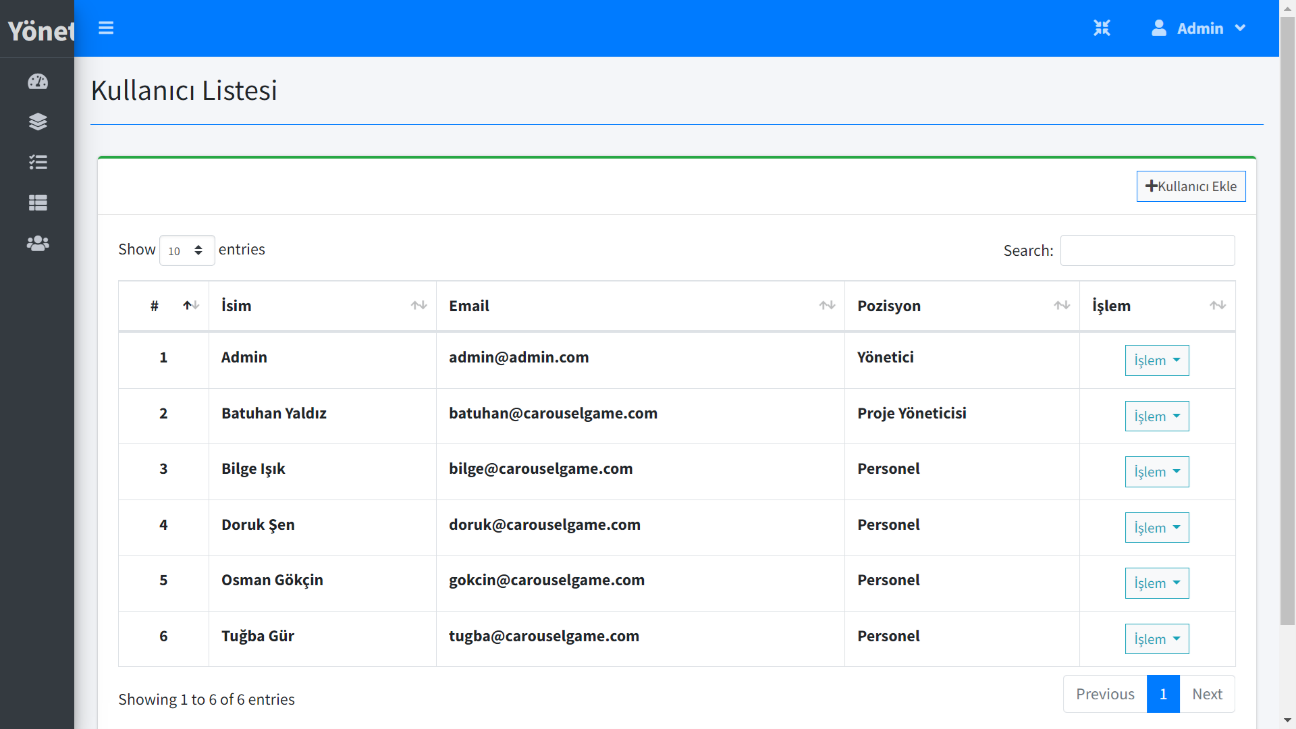 Yönet
Admin
Kullanıcı Listesi
Kullanıcı Ekle
Show 10 entries Search:
# İsim Email Pozisyon İşlem
1 Admin admin@admin.com Yönetici İşlem
2 Batuhan Yaldız batuhan@carouselgame.com Proje Yöneticisi İşlem
3 Bilge Işık bilge@carouselgame.com Personel İşlem
4 Doruk Şen doruk@carouselgame.com Personel İşlem
5 Osman Gökçin gokcin@carouselgame.com Personel İşlem
6 Tuğba Gür tugba@carouselgame.com Personel İşlem
Showing 1 to 6 of 6 entries Previous 1 Next